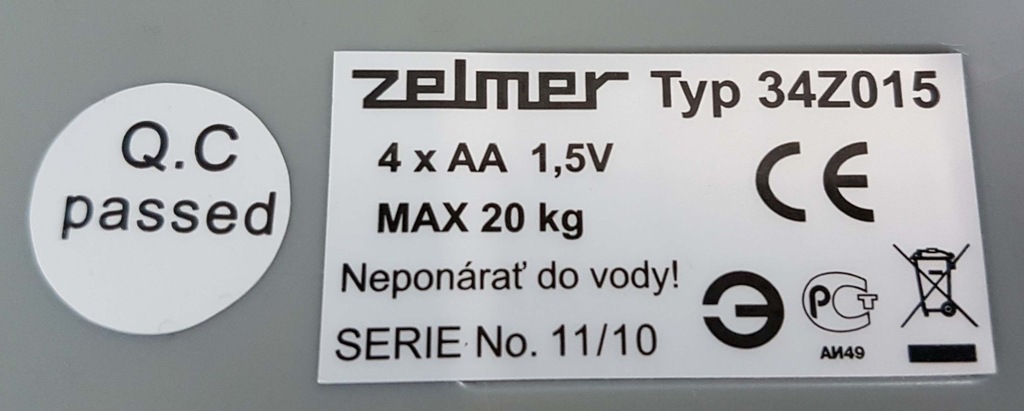 Q.C
passed
zelmer Typ 34Z015
4 x AA 1,5V
MAX 20 kg
CE
Neponárať do vody!
SERIE No. 11/10
Э
РСТ
АИ49